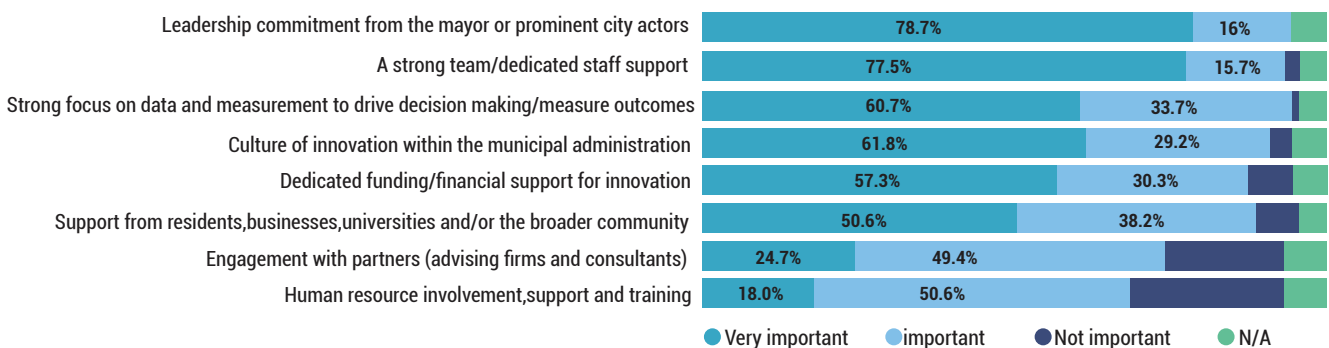 Leadership commitment from the mayor or prominent city actors 78.7% 16%
A strong team/dedicated staff support 77.5% 15.7%
Strong focus on data and measurement to drive decision making/measure outcomes 60.7% 33.7%
Culture of innovation within the municipal administration 61.8% 29.2%
Dedicated funding/financial support for innovation 57.3% 30.3%
Support from residents,businesses,universities and/or the broader community 50.6% 38.2%
Engagement with partners (advising firms and consultants) 24.7% 49.4%
Human resource involvement,support and training 18.0% 50.6%
Very important important Not important N/A